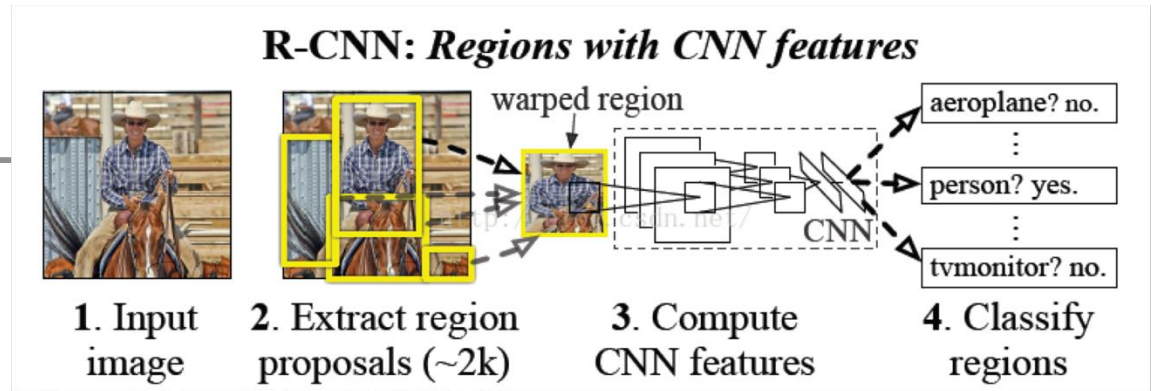 R-CNN: Regions with CNN features
warped region
aeroplane? no.
person? yes.
CNN
tvmonitor? no.
1. Input
image
2. Extract region
proposals (~2k)
3. Compute
CNN features
4. Classify
regions